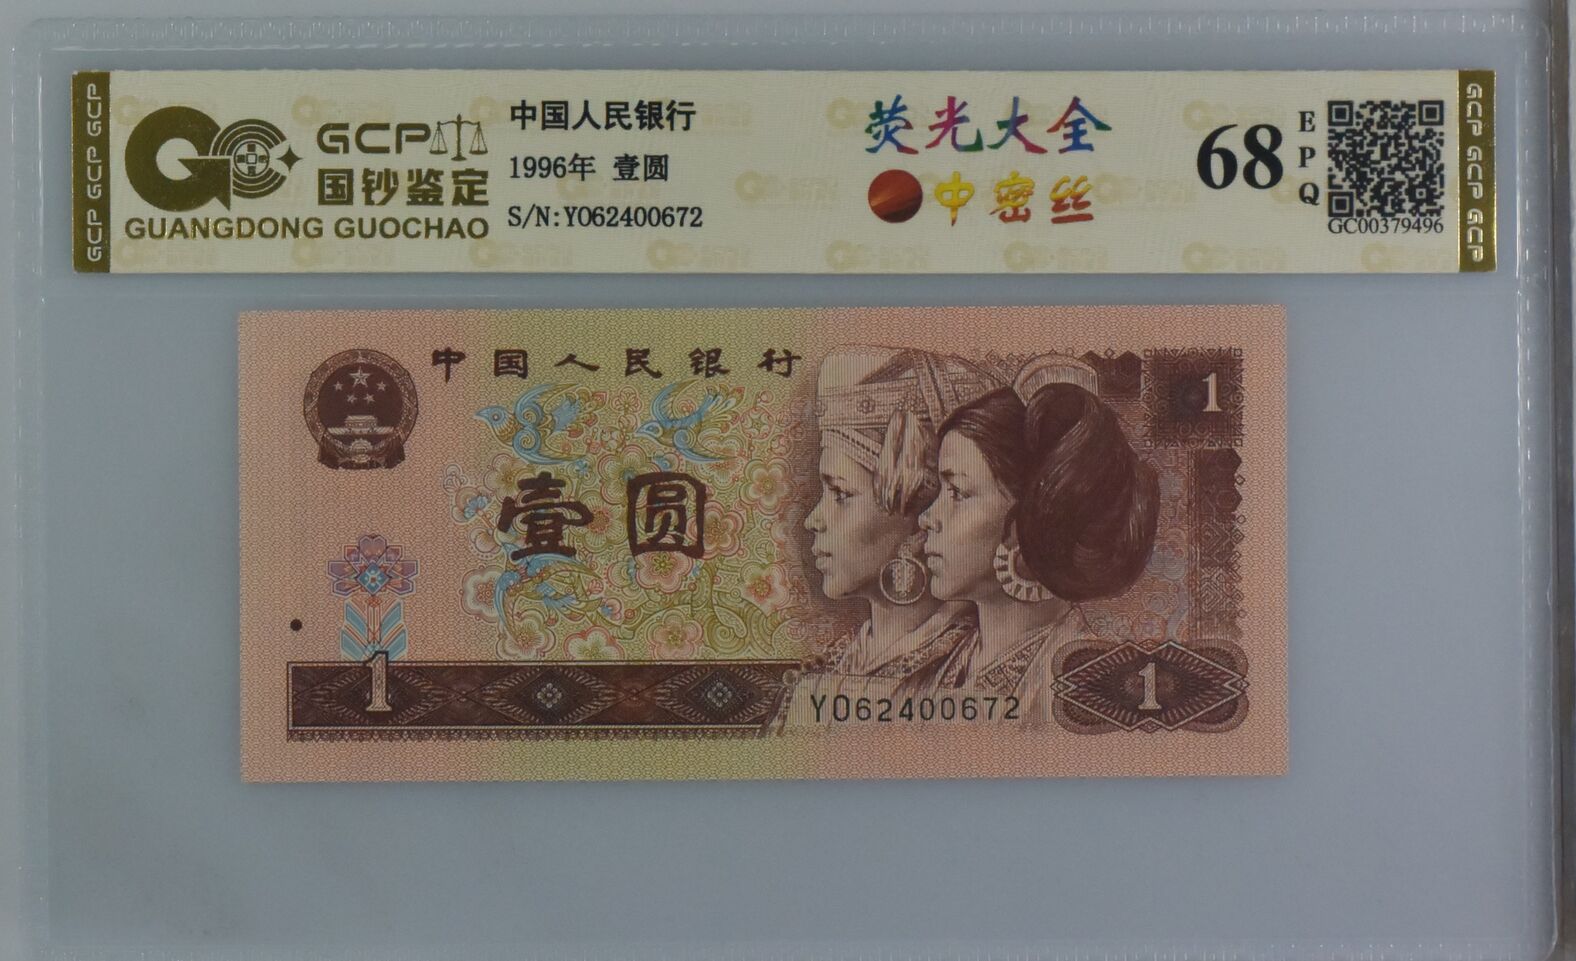 GCP GCP GCP
GCP
国钞鉴定
GUANGDONG GUOCHAO
中国人民银行
1996年 壹圆
S/N:YO62400672
荧光大全
中密丝
68
EPQ
GC00379496
GCP GCP GCP
中国人民银行
1
壹圆
1
YO62400672
1